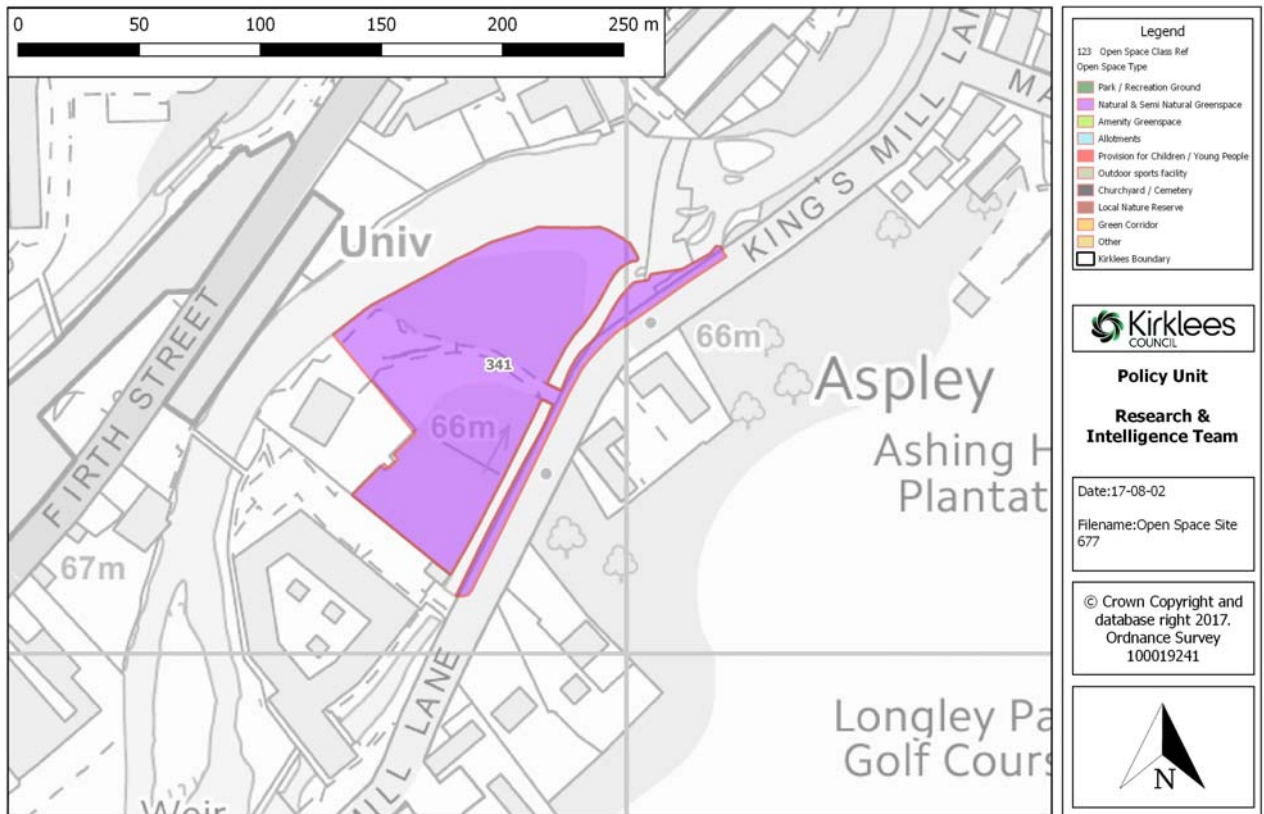 0 50 100 150 200 250 m
KING'S MILL LAN
MA
Univ
FIRTH STREET
341
66m
66m
Aspley
Ashing H
Plantat
67m
MILL LANE
Longley Pa
Golf Cours
Weir
Legend
123 Open Space Class Ref
Open Space Type
Park / Recreation Ground
Natural & Semi Natural Greenspace
Amenity Greenspace
Allotments
Provision for Children / Young People
Outdoor sports facility
Churchyard / Cemetery
Local Nature Reserve
Green Corridor
Other
Kirklees Boundary
Kirklees
COUNCIL
Policy Unit
Research &
Intelligence Team
Date:17-08-02
Filename:Open Space Site
677
© Crown Copyright and
database right 2017.
Ordnance Survey
100019241
N